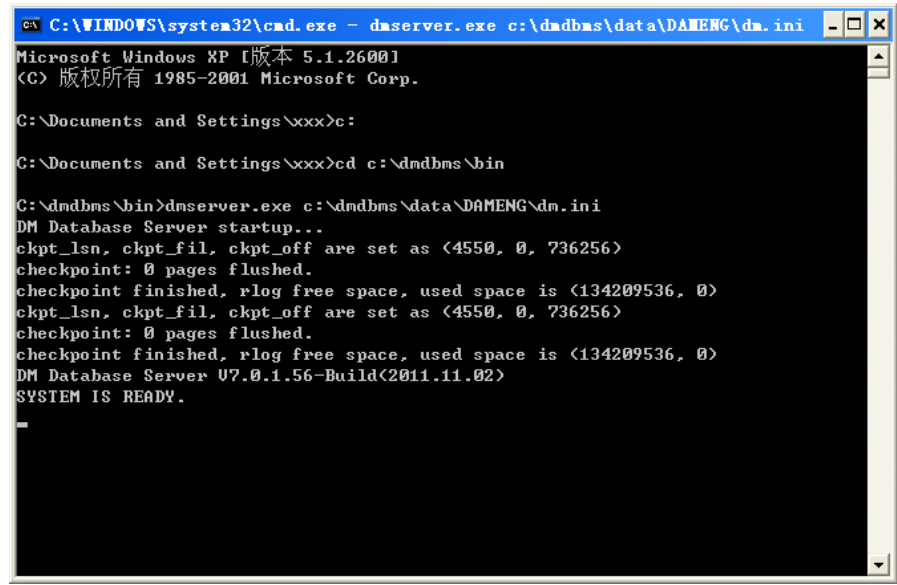 C:\WINDOWS\system32\cmd.exe - dmserver.exe c:\dmdbms\data\DAMENG\dm.ini
Microsoft Windows XP [版本 5.1.2600]
(C) 版权所有 1985-2001 Microsoft Corp.
C:\Documents and Settings\xxx>c:
C:\Documents and Settings\xxx>cd c:\dmdbms\bin
C:\dmdbms\bin>dmserver.exe c:\dmdbms\data\DAMENG\dm.ini
DM Database Server startup...
ckpt_lsn, ckpt_fil, ckpt_off are set as (4550, 0, 736256)
checkpoint: 0 pages flushed.
checkpoint finished, rlog free space, used space is (134209536, 0)
ckpt_lsn, ckpt_fil, ckpt_off are set as (4550, 0, 736256)
checkpoint: 0 pages flushed.
checkpoint finished, rlog free space, used space is (134209536, 0)
DM Database Server V7.0.1.56-Build(2011.11.02)
SYSTEM IS READY.